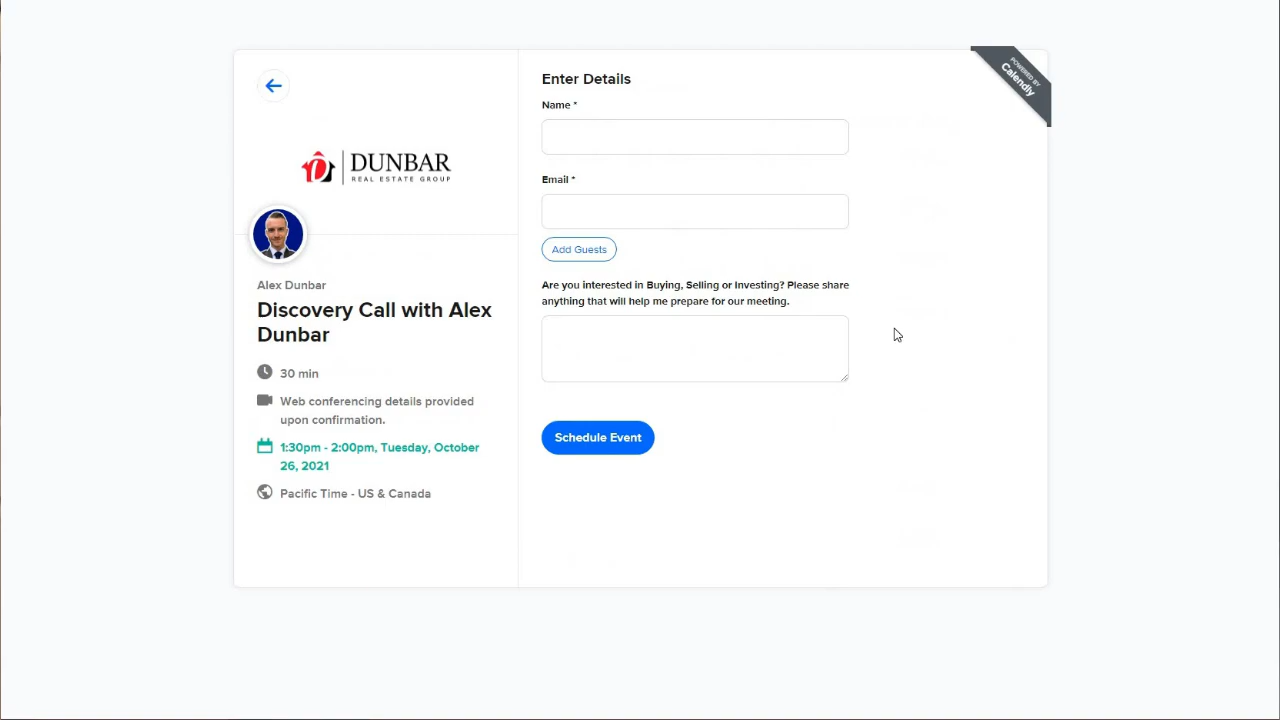 DUNBAR
REAL ESTATE GROUP
Alex Dunbar
Discovery Call with Alex
Dunbar
30 min
Web conferencing details provided
upon confirmation.
1:30pm - 2:00pm, Tuesday, October
26, 2021
Pacific Time - US & Canada
Enter Details
Name *
Email *
Add Guests
Are you interested in Buying, Selling or Investing? Please share
anything that will help me prepare for our meeting.
Schedule Event
POWERED BY
Calendly